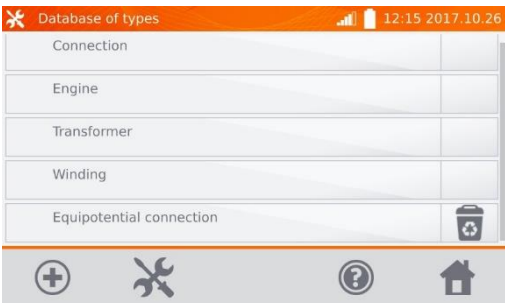 Database of types 12:15 2017.10.26
Connection
Engine
Transformer
Winding
Equipotential connection